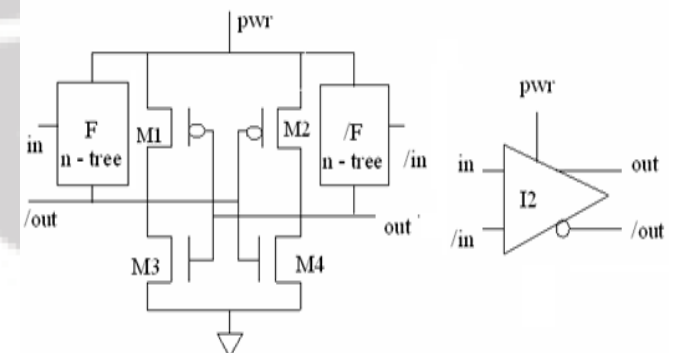 pwr
F
n - tree
in
M1
M2
/F
n - tree
/in
/out
out
M3
M4
pwr
in
out
I2
/in
/out